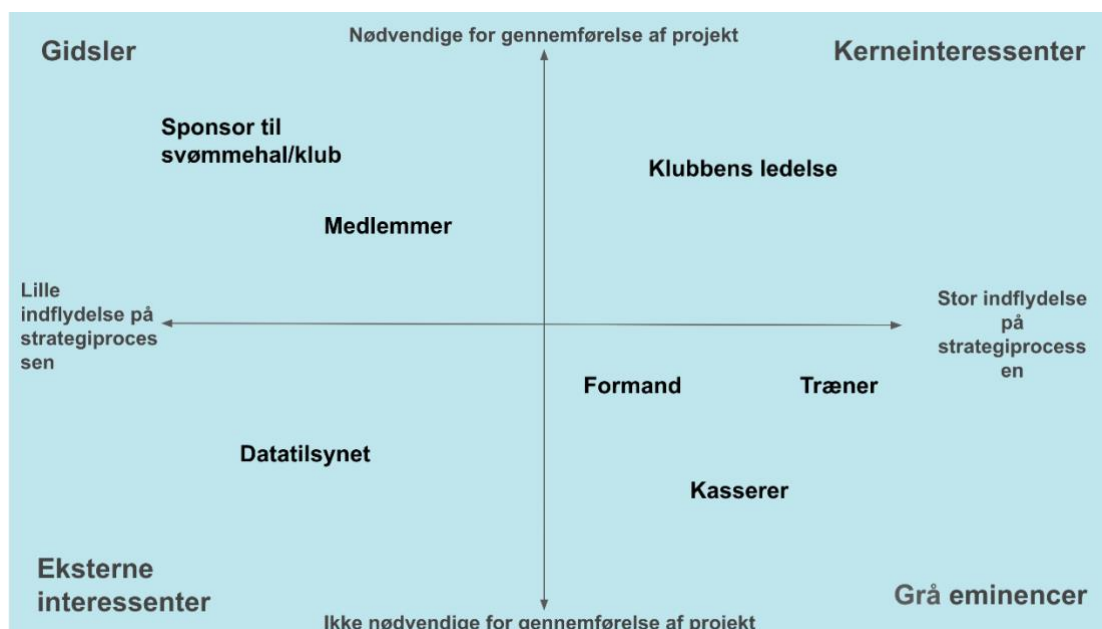 Nødvendige for gennemførelse af projekt
Gidsler
Kerneinteressenter
Sponsor til
svømmehal/klub
Klubbens ledelse
Medlemmer
Lille
indflydelse på
strategiproces
sen
Stor indflydelse
på
strategiprocess
en
Formand
Træner
Datatilsynet
Kasserer
Eksterne
interessenter
Grå eminencer
Ikke nødvendige for gennemførelse af projekt